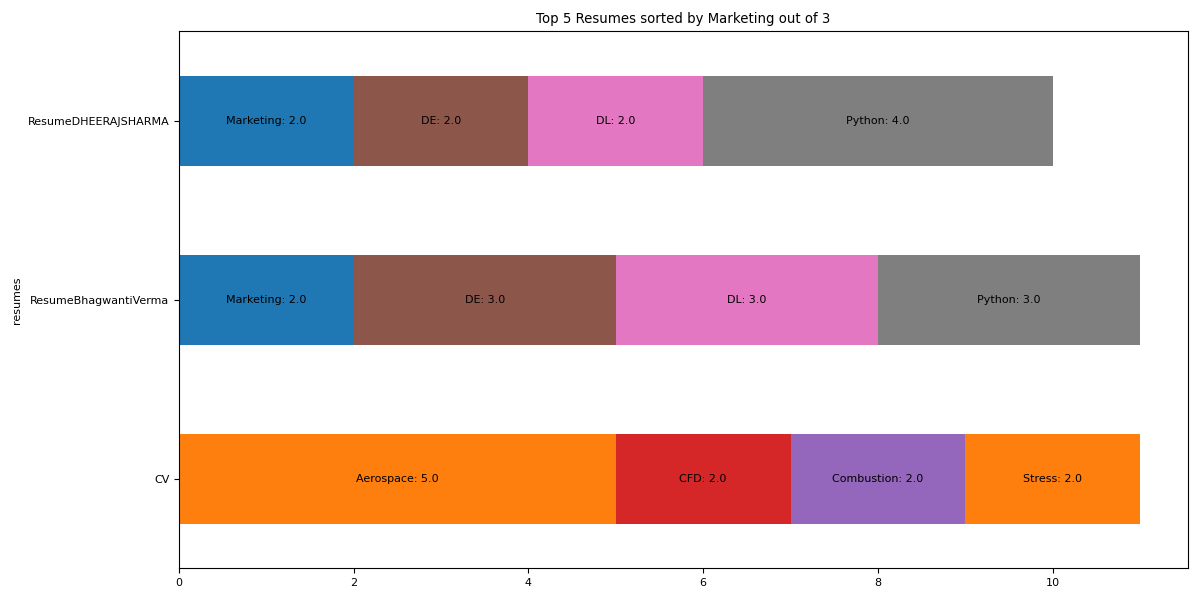 Top 5 Resumes sorted by Marketing out of 3
ResumeDHEERAJSHARMA
Marketing: 2.0
DE: 2.0
DL: 2.0
Python: 4.0
resumes
ResumeBhagwantiVerma
Marketing: 2.0
DE: 3.0
DL: 3.0
Python: 3.0
CV
Aerospace: 5.0
CFD: 2.0
Combustion: 2.0
Stress: 2.0
0
2
4
6
8
10